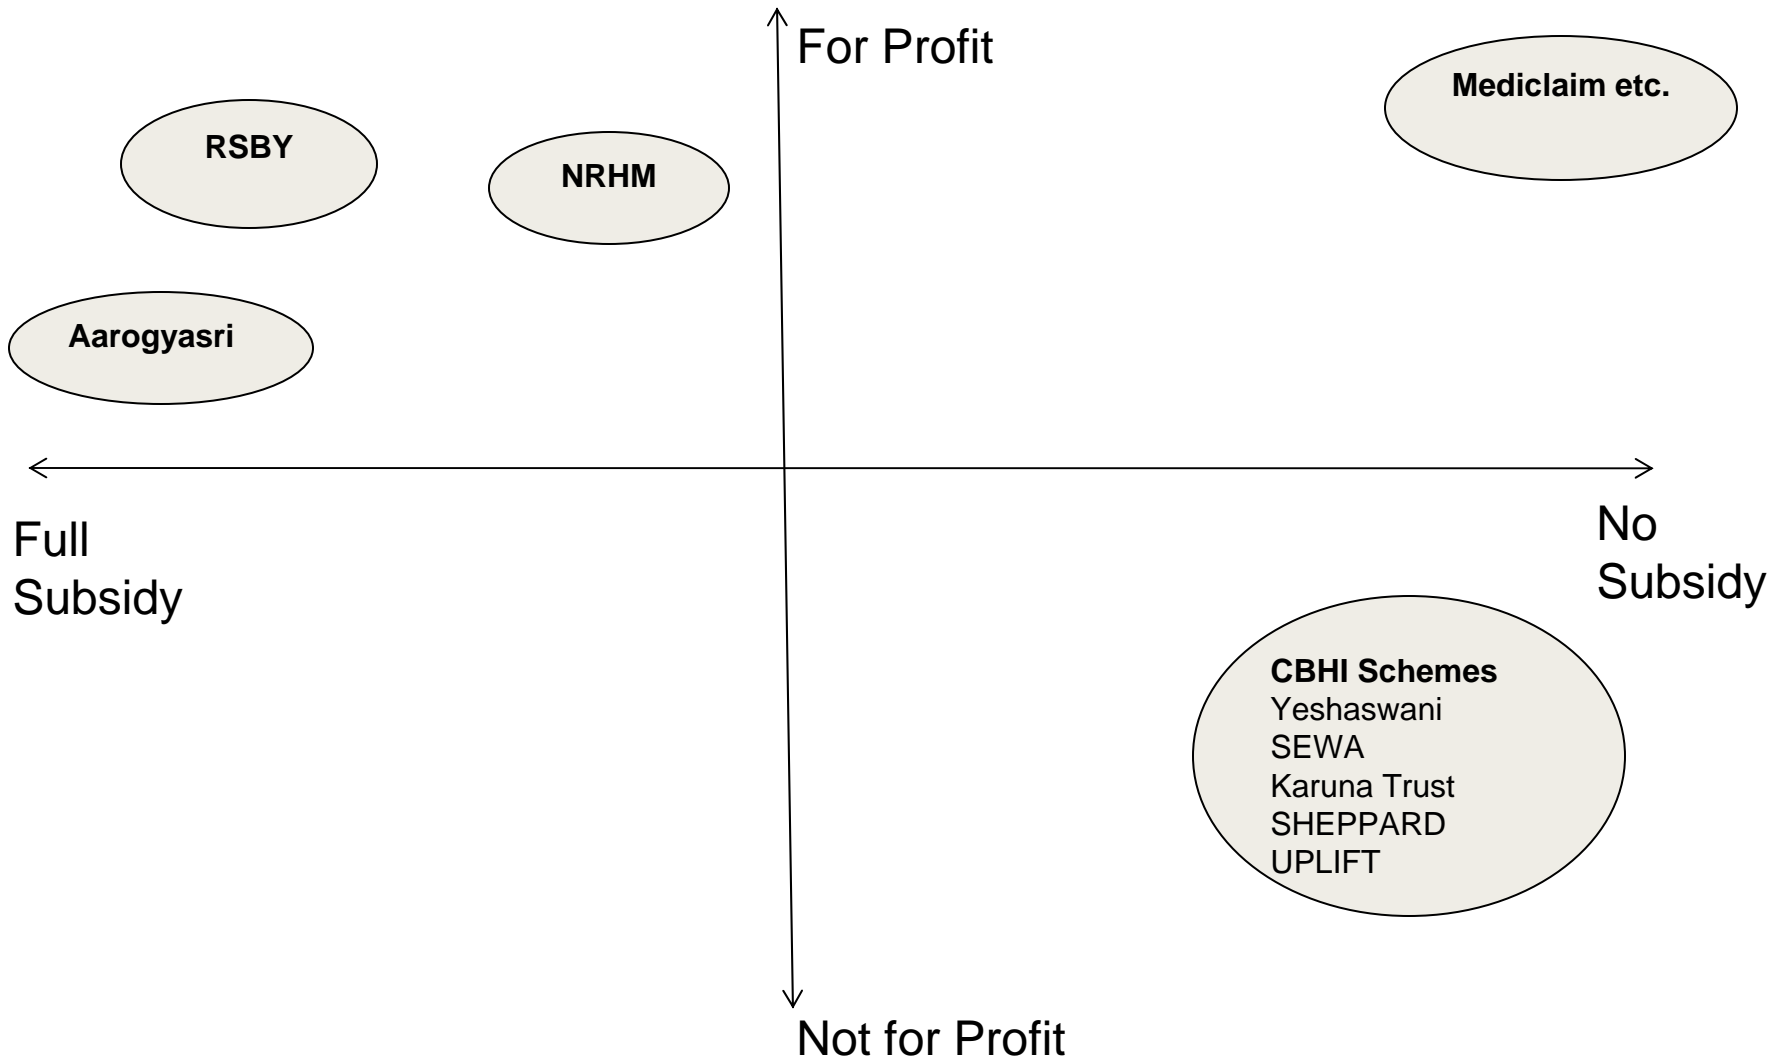 For Profit
Mediclaim etc.
RSBY
NRHM
Aarogyasri
Full
Subsidy
No
Subsidy
CBHI Schemes
Yeshaswani
SEWA
Karuna Trust
SHEPPARD
UPLIFT
Not for Profit